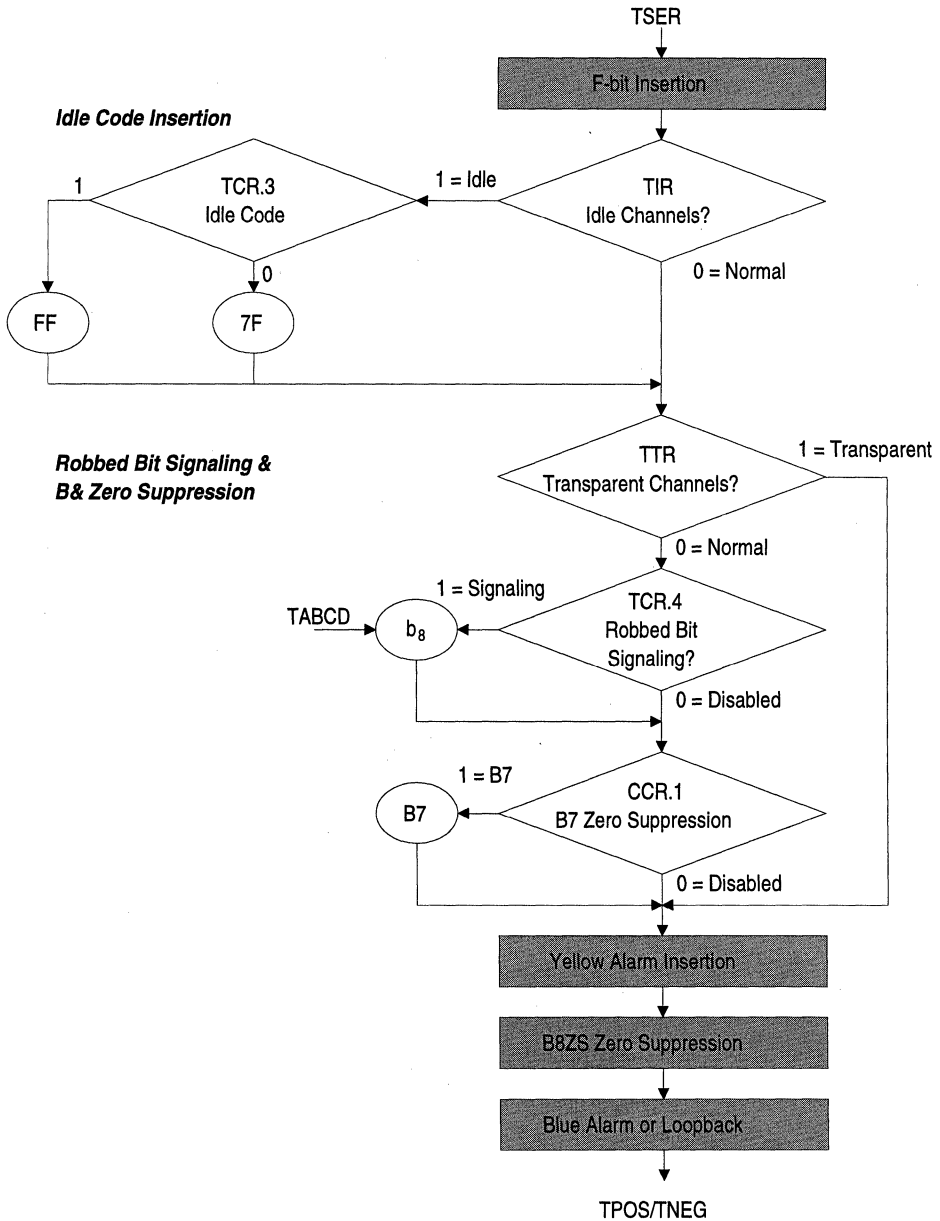 TSER
F-bit Insertion
Idle Code Insertion
1
TCR.3
Idle Code
1 = Idle
TIR
Idle Channels?
0
0 = Normal
FF
7F
Robbed Bit Signaling &
B& Zero Suppression
TTR
Transparent Channels?
1 = Transparent
0 = Normal
1 = Signaling
TABCD
b8
TCR.4
Robbed Bit
Signaling?
0 = Disabled
1 = B7
B7
CCR.1
B7 Zero Suppression
0 = Disabled
Yellow Alarm Insertion
B8ZS Zero Suppression
Blue Alarm or Loopback
TPOS/TNEG